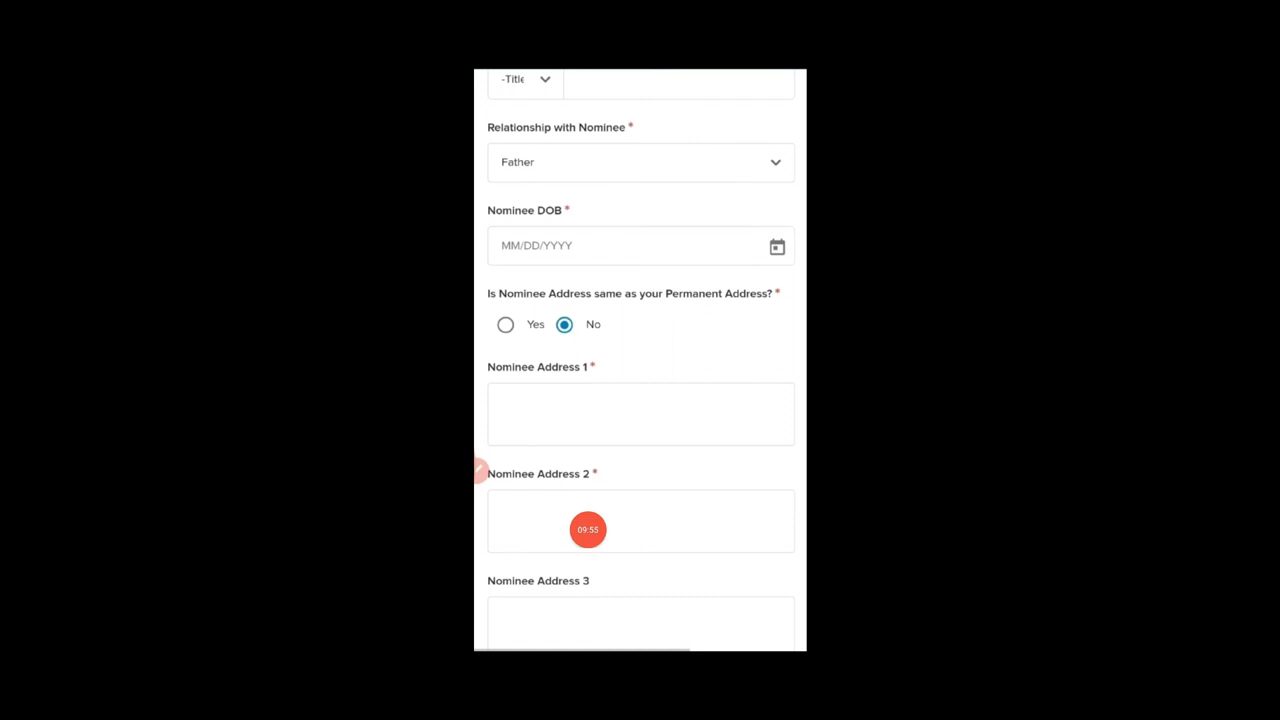 -Title
Relationship with Nominee *
Father
Nominee DOB *
MM/DD/YYYY
Is Nominee Address same as your Permanent Address? *
Yes No
Nominee Address 1 *
Nominee Address 2 *
09:55
Nominee Address 3